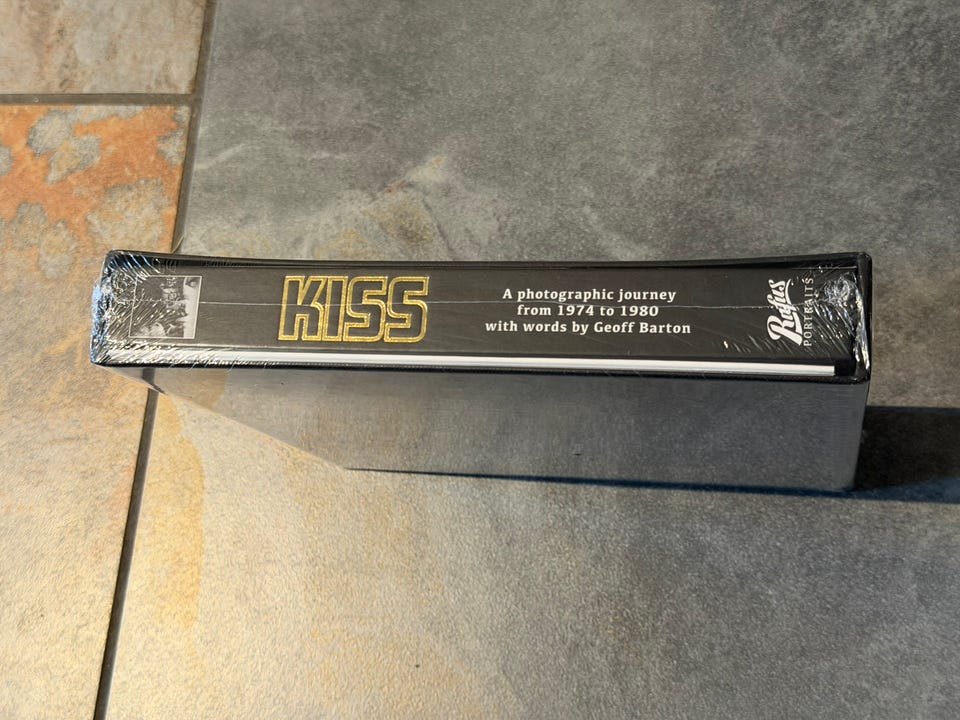 KISS
A photographic journey
from 1974 to 1980
with words by Geoff Barton
Rufus
PORTRAITS